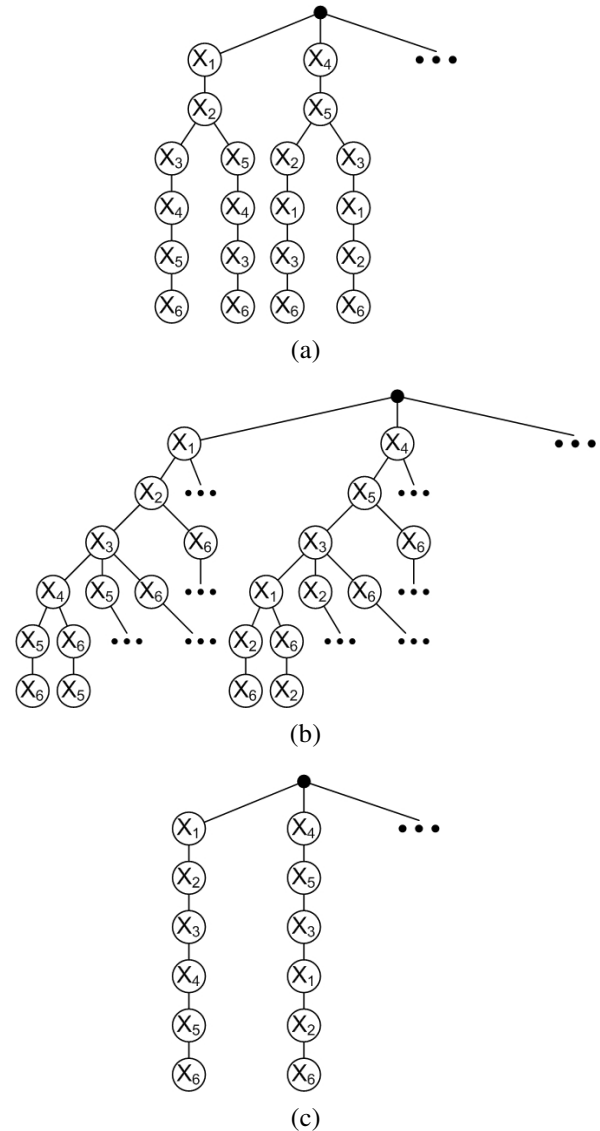 X₁ X₄ •••
X₂ X₅
X₃ X₅ X₂ X₃
X₄ X₄ X₁ X₁
X₅ X₃ X₃ X₂
X₆ X₆ X₆ X₆
(a)
X₁ X₄ •••
X₂ ••• X₅ •••
X₃ X₆ X₃ X₆
X₄ X₅ X₆ ••• X₁ X₂ X₆ •••
X₅ X₆ ••• ••• X₂ X₆ ••• •••
X₆ X₅ X₆ X₂
(b)
X₁ X₄ •••
X₂ X₅
X₃ X₃
X₄ X₁
X₅ X₂
X₆ X₆
(c)